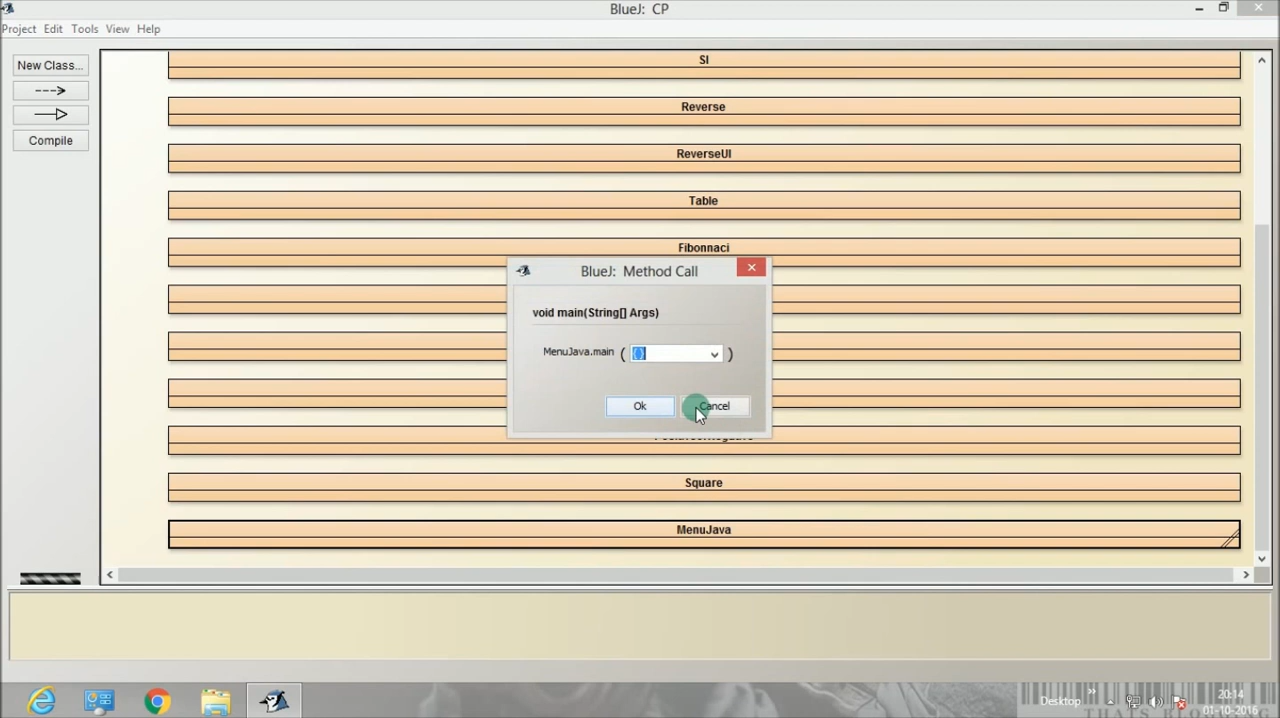 BlueJ: CP
Project Edit Tools View Help
New Class...
Compile
SI
Reverse
ReverseUI
Table
Fibonnaci
BlueJ: Method Call
void main(String[] Args)
MenuJava.main ( {} )
Ok
Cancel
Square
MenuJava
Desktop
20:14
01-10-2016